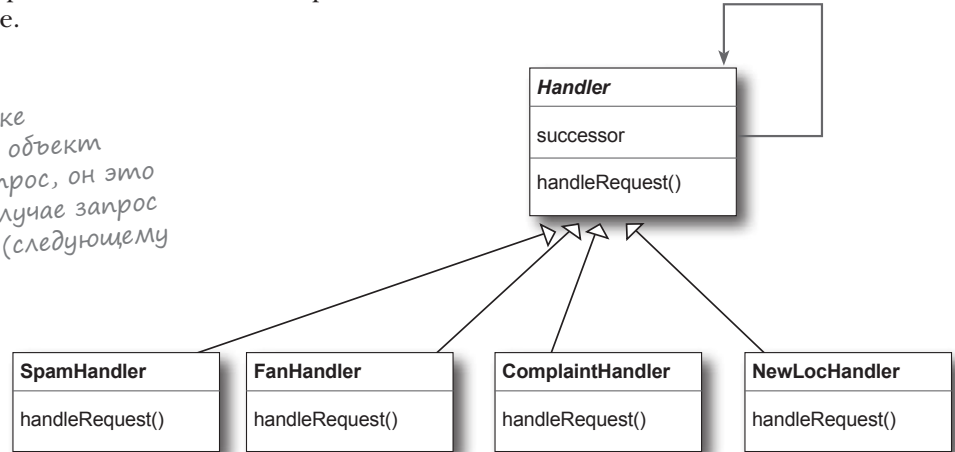 е.
ке
объект
прос, он это
лучае запрос
(следующему
Handler
successor
handleRequest()
SpamHandler
handleRequest()
FanHandler
handleRequest()
ComplaintHandler
handleRequest()
NewLocHandler
handleRequest()